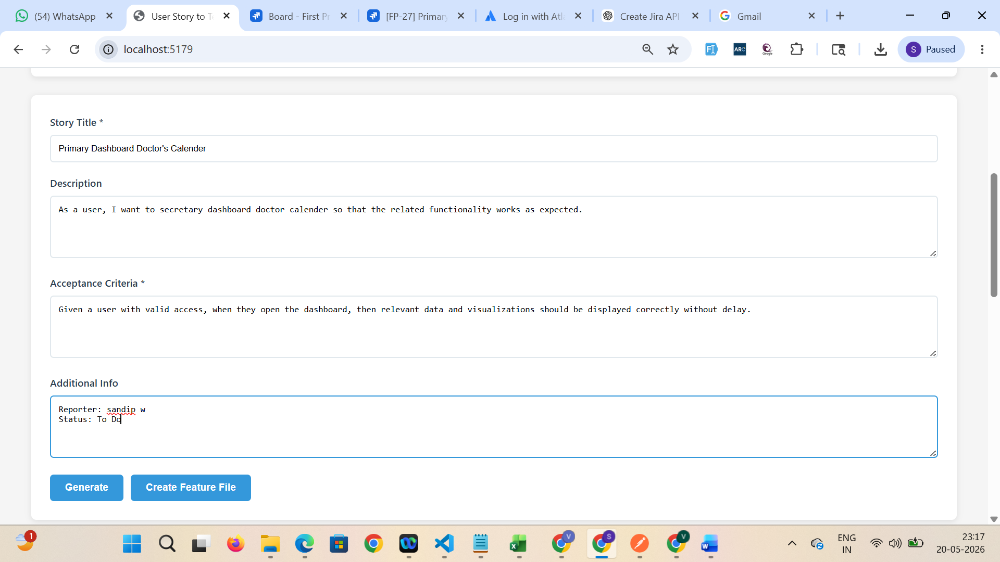 (54) WhatsApp
User Story to T
Board - First Pr
[FP-27] Primary
Log in with Atla
Create Jira API
Gmail
localhost:5179
S Paused
Story Title *
Primary Dashboard Doctor's Calender
Description
As a user, I want to secretary dashboard doctor calender so that the related functionality works as expected.
Acceptance Criteria *
Given a user with valid access, when they open the dashboard, then relevant data and visualizations should be displayed correctly without delay.
Additional Info
Reporter: sandip w
Status: To Do
Generate
Create Feature File
1
V
S
V
ENG
IN
23:17
20-05-2026